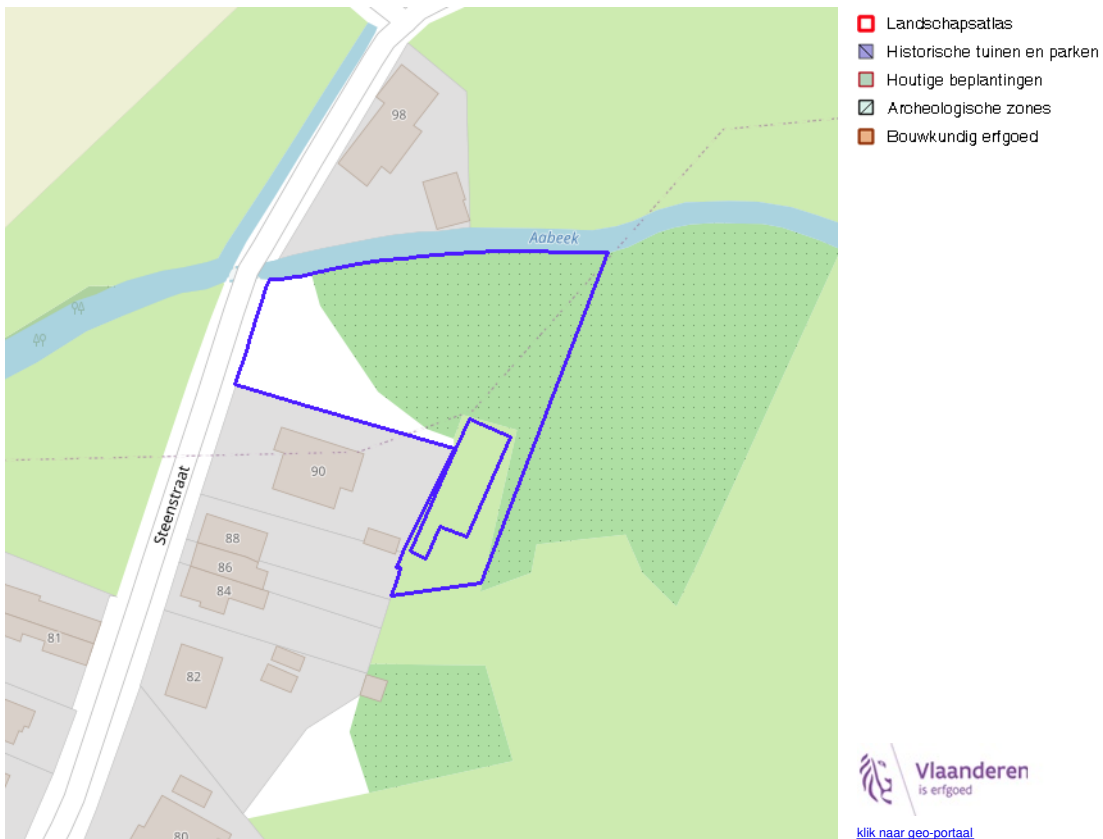 Landschapsatlas
Historische tuinen en parken
Houtige beplantingen
Archeologische zones
Bouwkundig erfgoed
98
Aabeek
90
Steenstraat
88
86
84
81
82
80
Vlaanderen
is erfgoed
klik naar geo-portaal